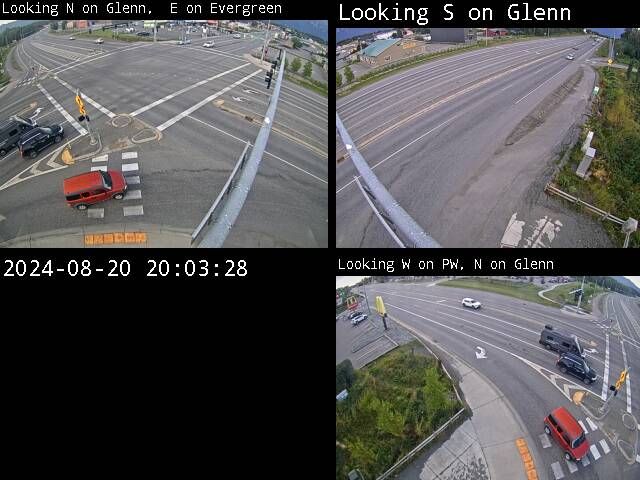 Looking N on Glenn,  E on Evergreen
Looking S on Glenn
2024-08-20 20:03:28
Looking W on PW, N on Glenn